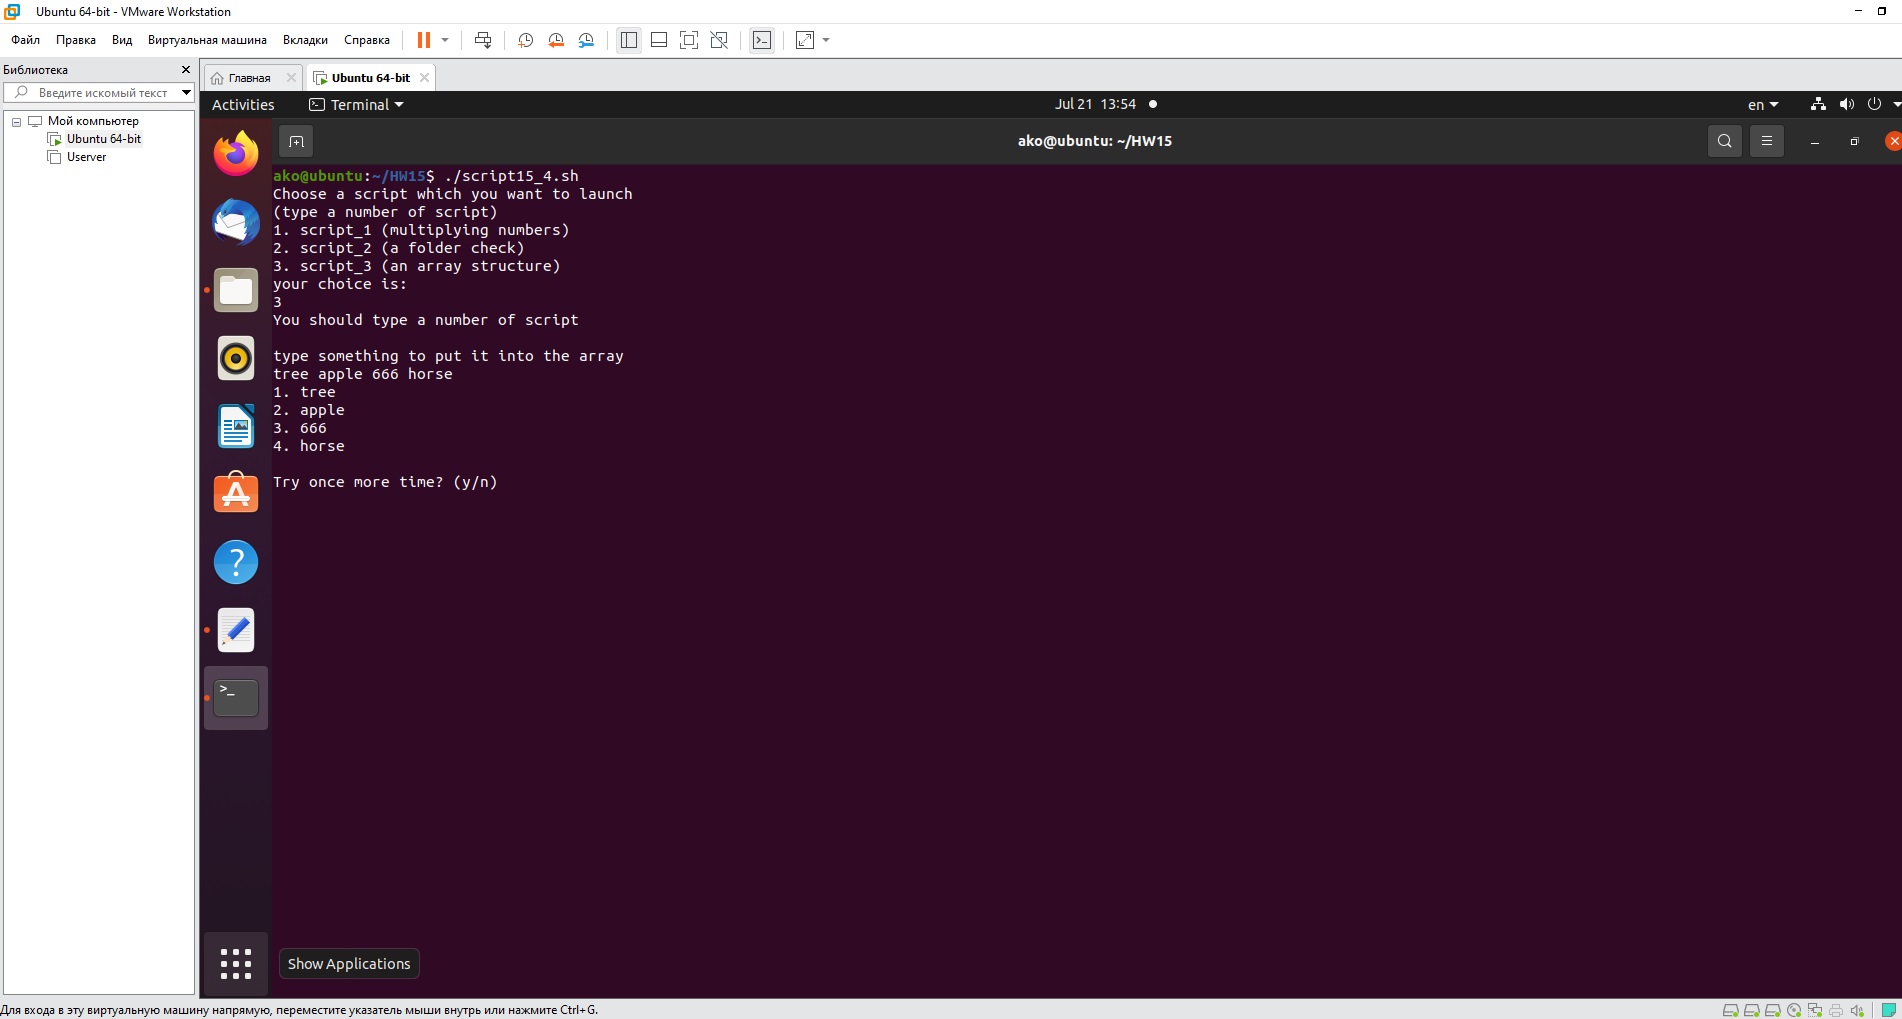 Ubuntu 64-bit - VMware Workstation
Файл Правка Вид Виртуальная машина Вкладки Справка
Библиотека
Введите искомый текст
Мой компьютер
Ubuntu 64-bit
Userver
Главная Ubuntu 64-bit
Activities Terminal Jul 21 13:54 en
ako@ubuntu: ~/HW15
ako@ubuntu:~/HW15$ ./script15_4.sh
Choose a script which you want to launch
(type a number of script)
1. script_1 (multiplying numbers)
2. script_2 (a folder check)
3. script_3 (an array structure)
your choice is:
3
You should type a number of script
type something to put it into the array
tree apple 666 horse
1. tree
2. apple
3. 666
4. horse
Try once more time? (y/n)
Show Applications
Для входа в эту виртуальную машину напрямую, переместите указатель мыши внутрь или нажмите Ctrl+G.